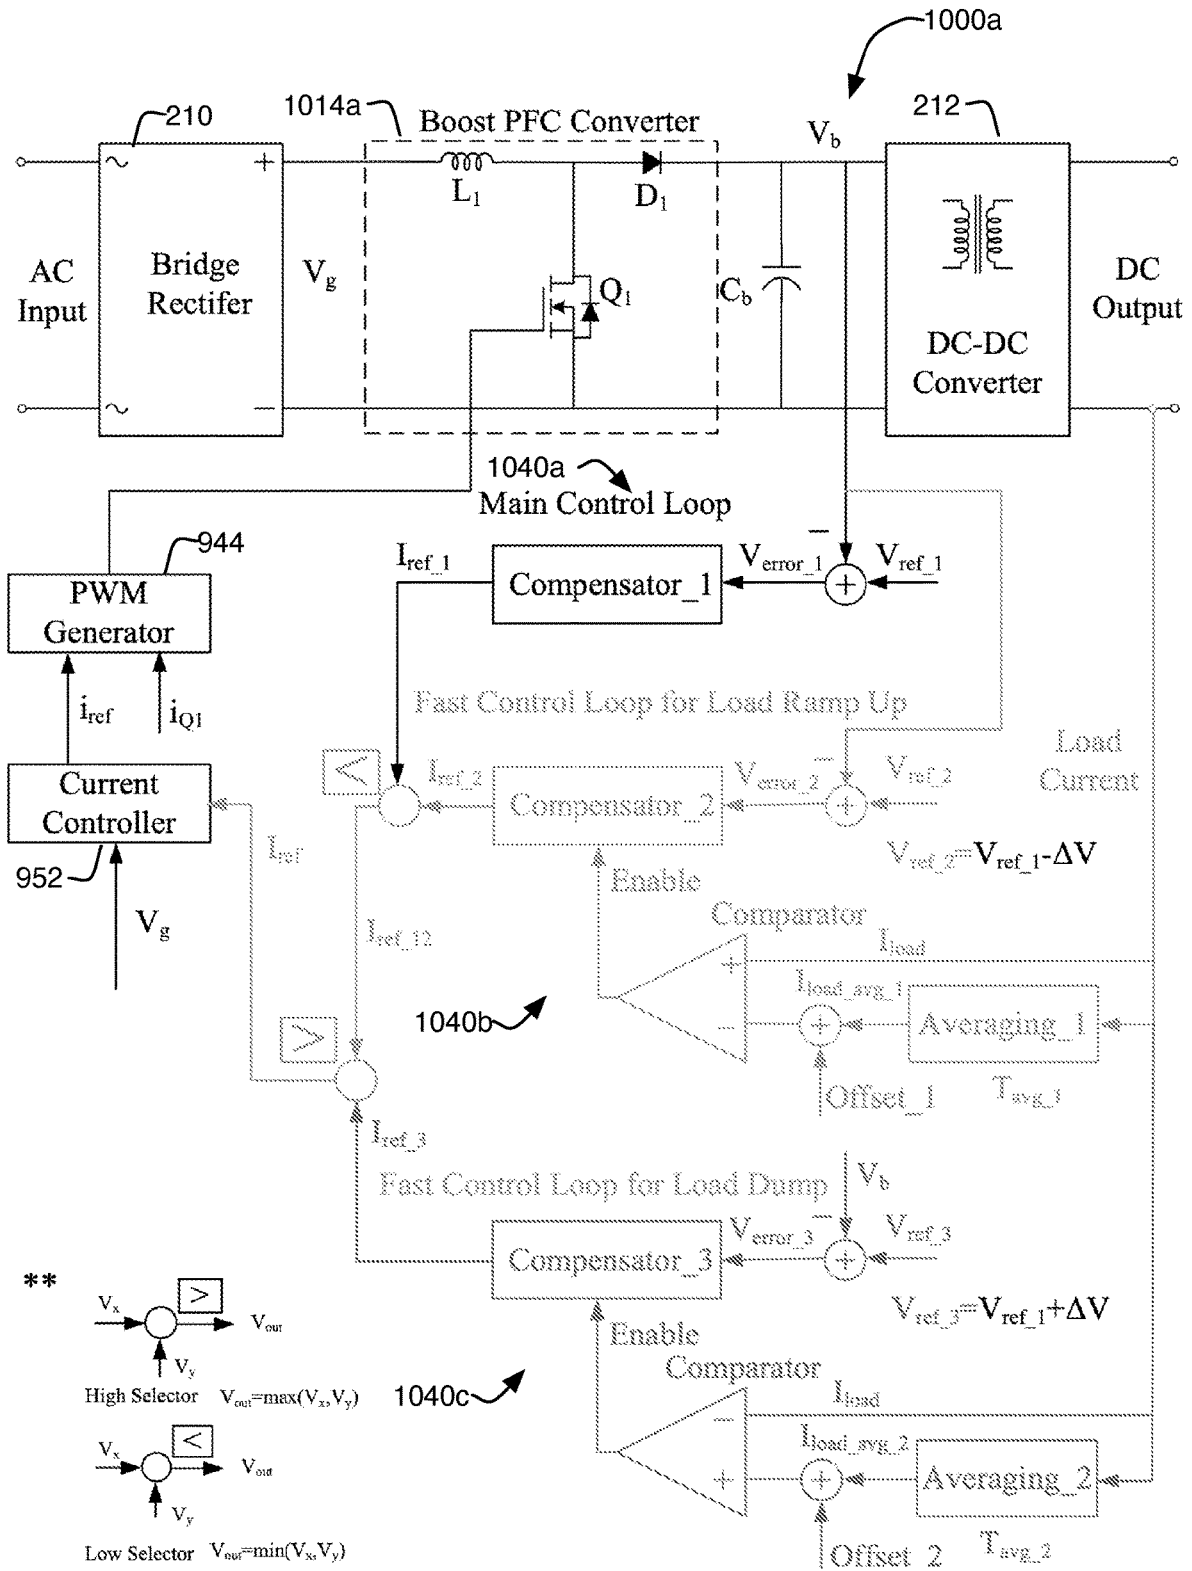 1000a
210
1014a
Boost PFC Converter
V_b
212
~
+
L_1
D_1
AC
Input
Bridge
Rectifer
V_g
Q_1
C_b
DC-DC
Converter
DC
Output
~
−
1040a
Main Control Loop
944
PWM
Generator
I_ref_1
Compensator_1
V_error_1
−
+
V_ref_1
i_ref
i_Q1
Fast Control Loop for Load Ramp Up
Load
Current
Current
Controller
952
V_g
I_ref
<
I_ref_2
Compensator_2
V_error_2
−
+
V_ref_2
V_ref_2=V_ref_1-ΔV
Enable
Comparator
I_ref_12
I_load
+
−
1040b
I_load_avg_1
+
Averaging_1
Offset_1
>
I_ref_3
Fast Control Loop for Load Dump
V_b
Compensator_3
V_error_3
−
+
V_ref_3
V_ref_3=V_ref_1+ΔV
Enable
Comparator
1040c
I_load
−
+
I_load_avg_2
+
Averaging_2
T_avg_2
Offset_2
**
V_x
>
V_out
V_y
High Selector V_out=max(V_x,V_y)
V_x
<
V_out
V_y
Low Selector V_out=min(V_x,V_y)